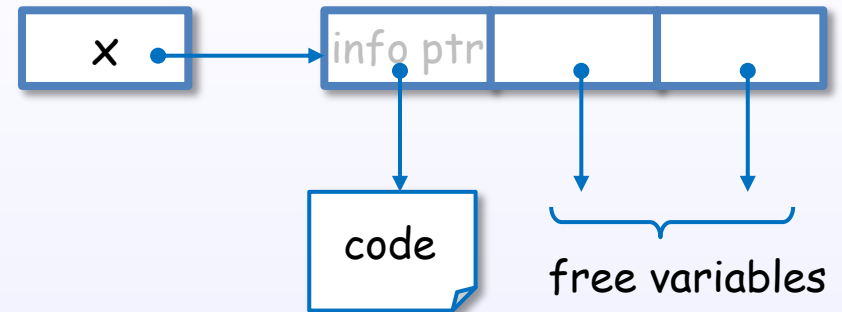 x
info ptr
code
free variables